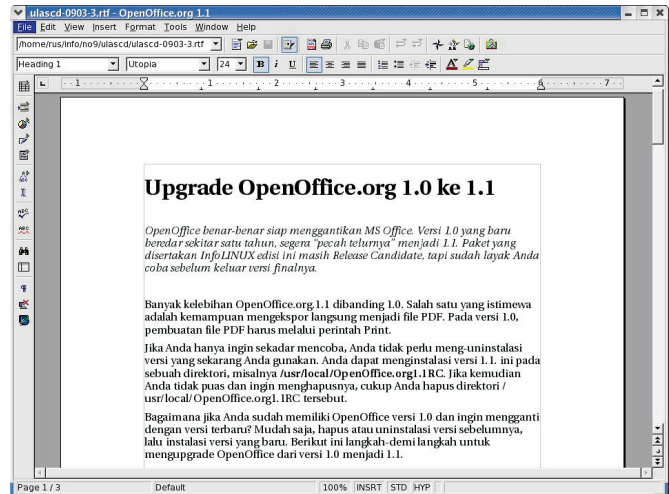 ulascd-0903-3.rtf - OpenOffice.org 1.1
File Edit View Insert Format Tools Window Help
/home/rus/info/no9/ulascd/ulascd-0903-3.rtf
Heading 1 Utopia 24 B i U
1 1 2 3 4 5 6 7
Upgrade OpenOffice.org 1.0 ke 1.1
OpenOffice benar-benar siap menggantikan MS Office. Versi 1.0 yang baru
beredar sekitar satu tahun, segera "pecah telurnya" menjadi 1.1. Paket yang
disertakan InfoLINUX edisi ini masih Release Candidate, tapi sudah layak Anda
coba sebelum keluar versi finalnya.
Banyak kelebihan OpenOffice.org.1.1 dibanding 1.0. Salah satu yang istimewa
adalah kemampuan mengekspor langsung menjadi file PDF. Pada versi 1.0,
pembuatan file PDF harus melalui perintah Print.
Jika Anda hanya ingin sekadar mencoba, Anda tidak perlu meng-uninstalasi
versi yang sekarang Anda gunakan. Anda dapat menginstalasi versi 1.1. ini pada
sebuah direktori, misalnya /usr/local/OpenOffice.org1.1RC. Jika kemudian
Anda tidak puas dan ingin menghapusnya, cukup Anda hapus direktori /
usr/local/OpenOffice.org1.1RC tersebut.
Bagaimana jika Anda sudah memiliki OpenOffice versi 1.0 dan ingin mengganti
dengan versi terbaru? Mudah saja, hapus atau uninstalasi versi sebelumnya,
lalu instalasi versi yang baru. Berikut ini langkah-demi langkah untuk
mengupgrade OpenOffice dari versi 1.0 menjadi 1.1.
Page 1 / 3 Default 100% INSRT STD HYP